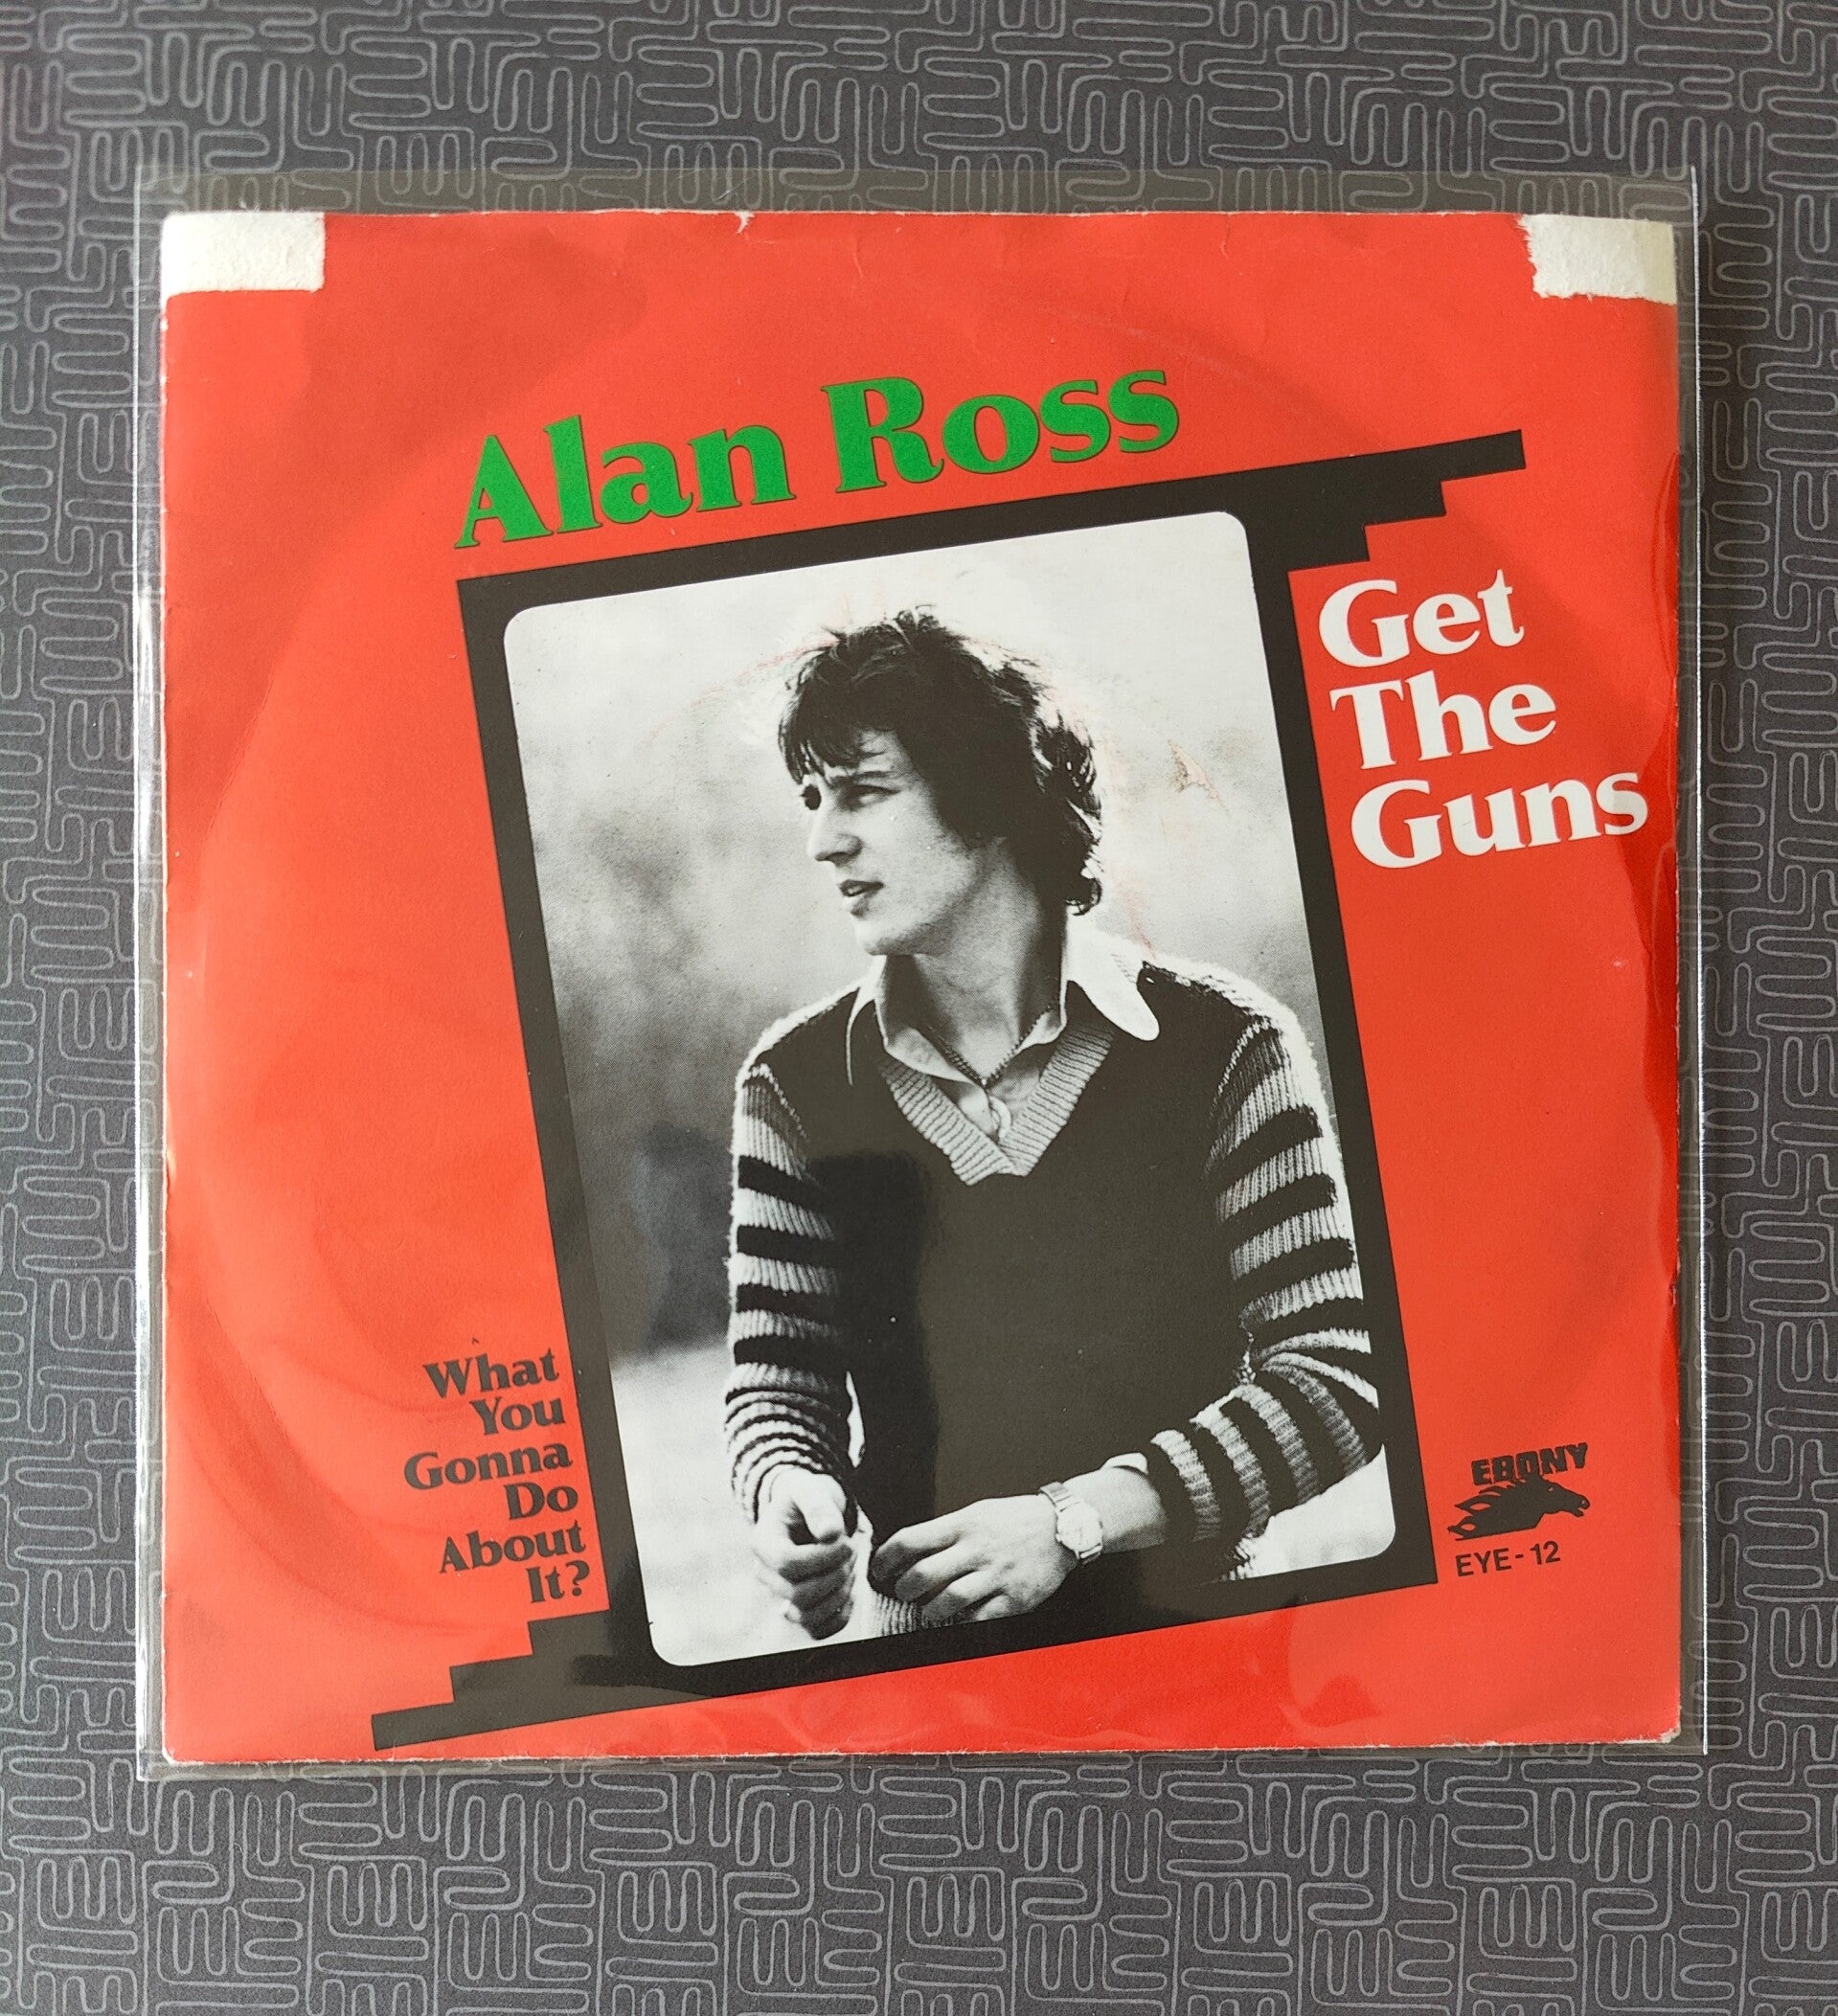 Alan Ross
Get
The
Guns
What
You
Gonna
Do
About
It?
EBONY
EYE-12